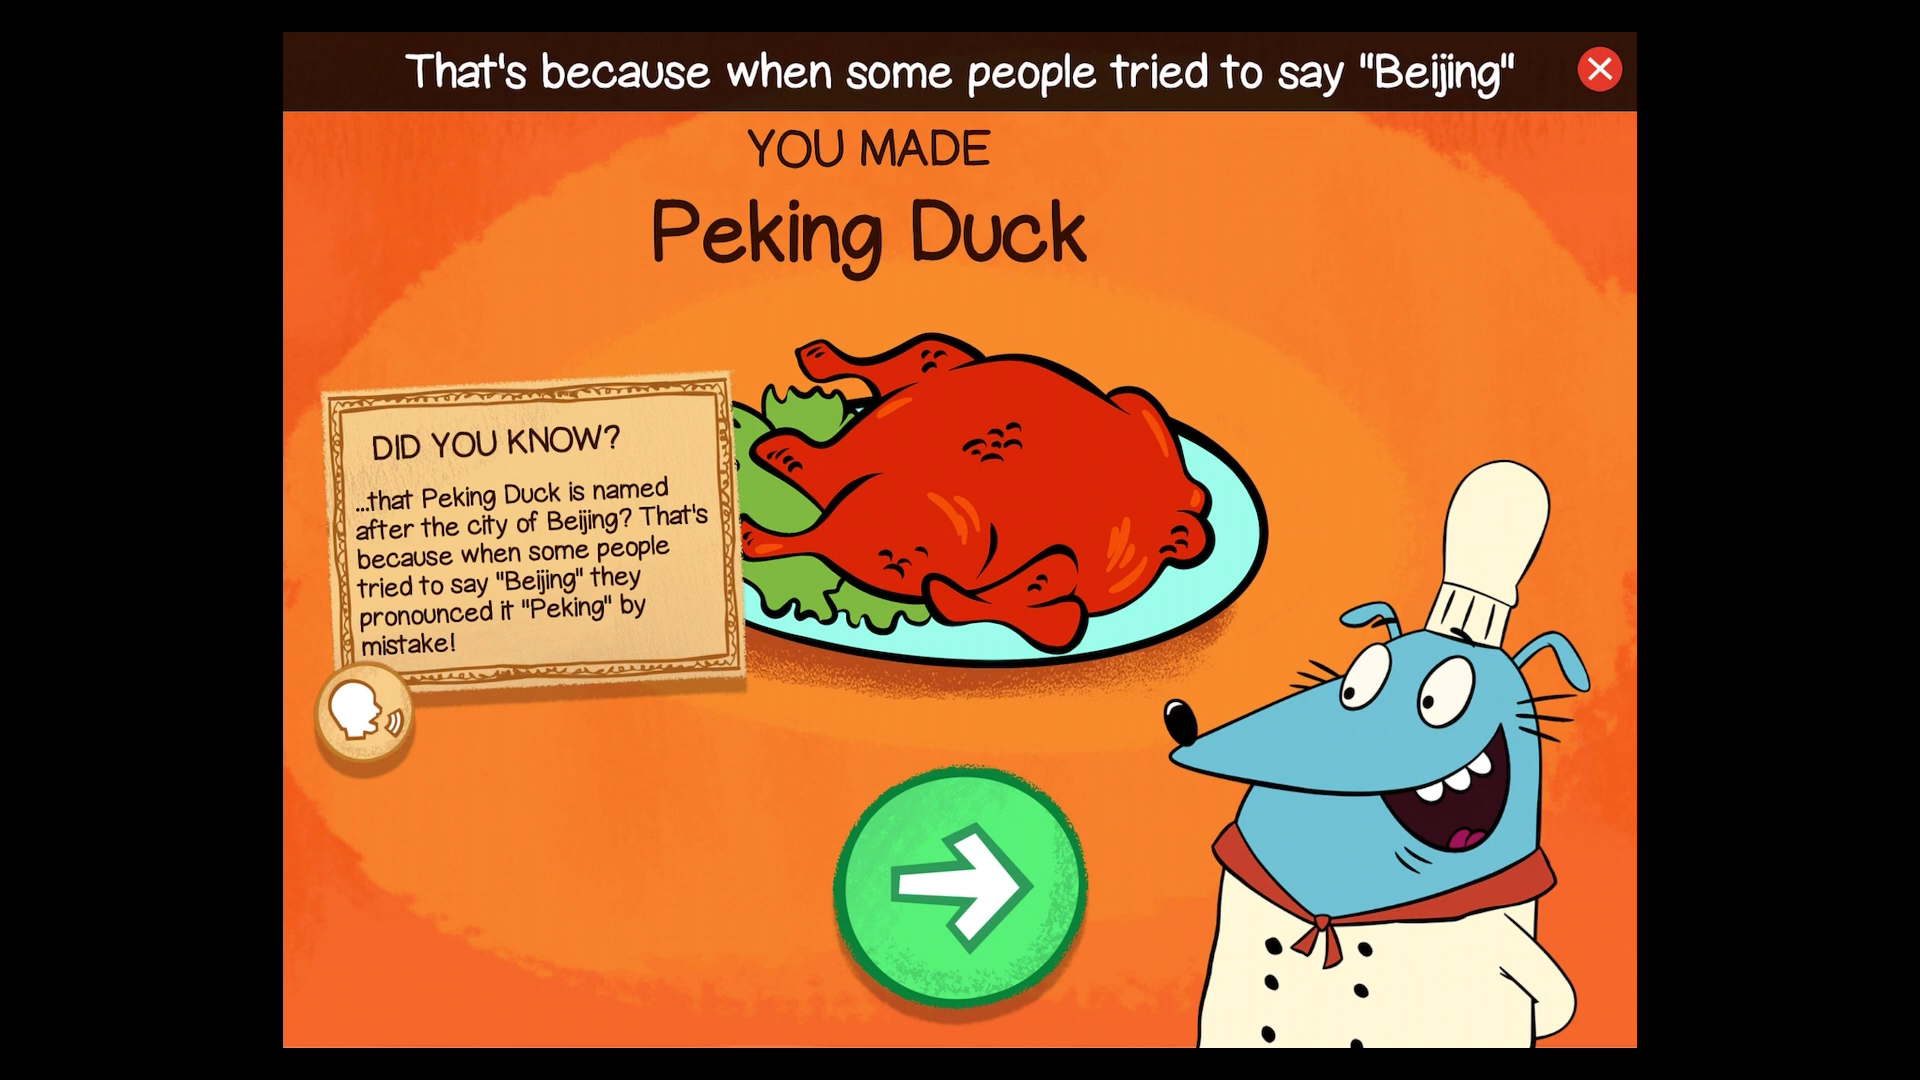 That's because when some people tried to say "Beijing"
YOU MADE
Peking Duck
DID YOU KNOW?
...that Peking Duck is named
after the city of Beijing? That's
because when some people
tried to say "Beijing" they
pronounced it "Peking" by
mistake!